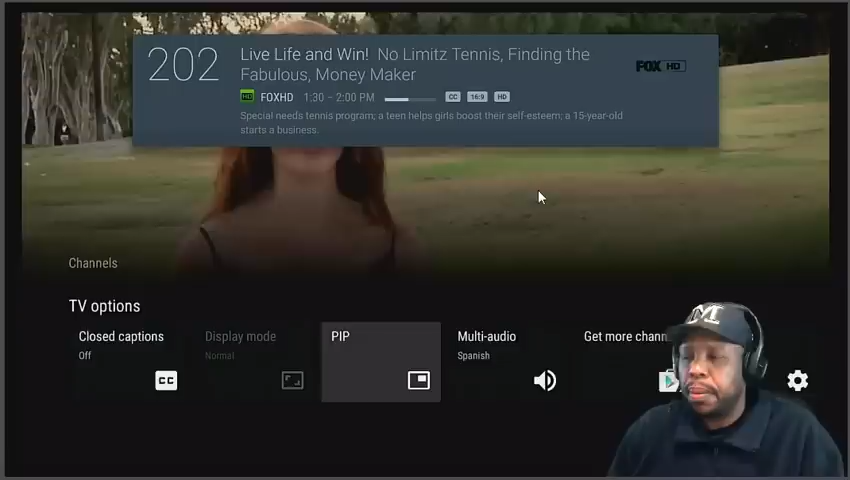 202
Live Life and Win! No Limitz Tennis, Finding the
Fabulous, Money Maker
FOX HD
FOXHD 1:30 – 2:00 PM CC 16:9 HD
Special needs tennis program; a teen helps girls boost their self-esteem; a 15-year-old
starts a business.
Channels
TV options
Closed captions
Off
CC
Display mode
Normal
PIP
Multi-audio
Spanish
Get more chann
M